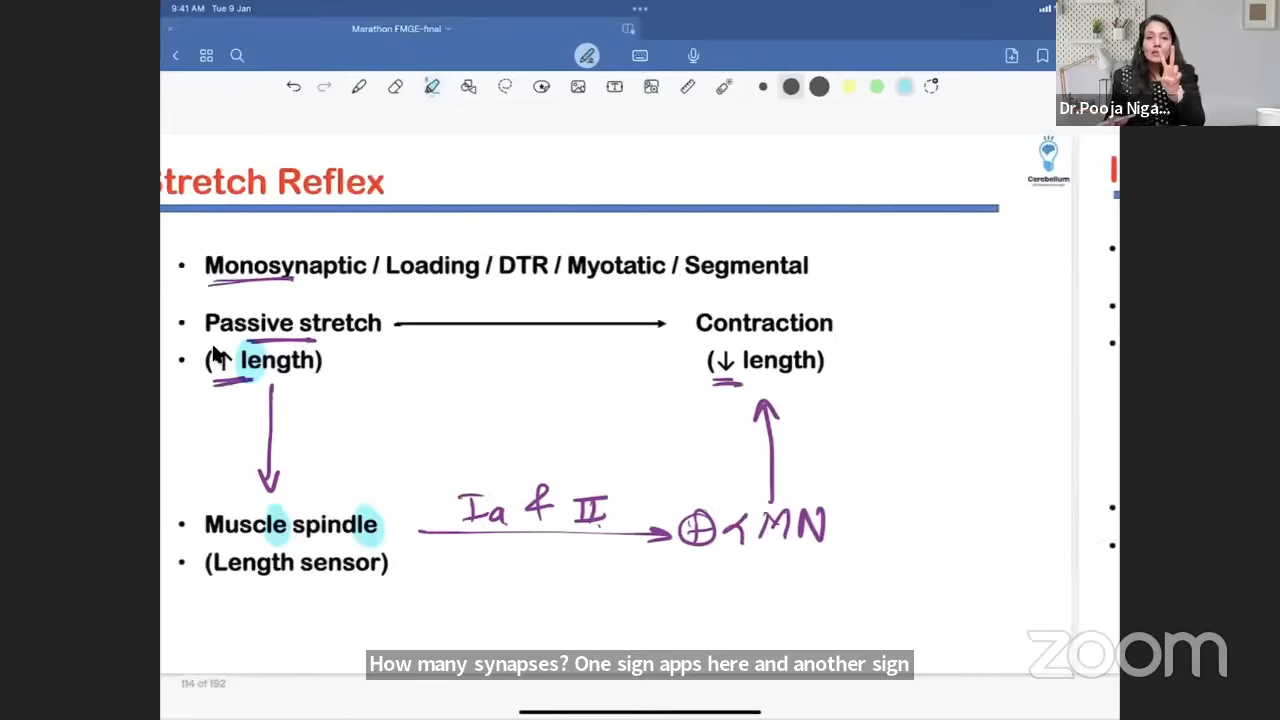 9:41 AM Tue 9 Jan
Marathon FMGE-final
Dr.Pooja Niga...
Stretch Reflex
Cerebellum
• Monosynaptic / Loading / DTR / Myotatic / Segmental
• Passive stretch → Contraction
• (↑ length) (↓ length)
Ia & II
• Muscle spindle ⊕ αMN
• (Length sensor)
How many synapses? One sign apps here and another sign
zoom
114 of 192